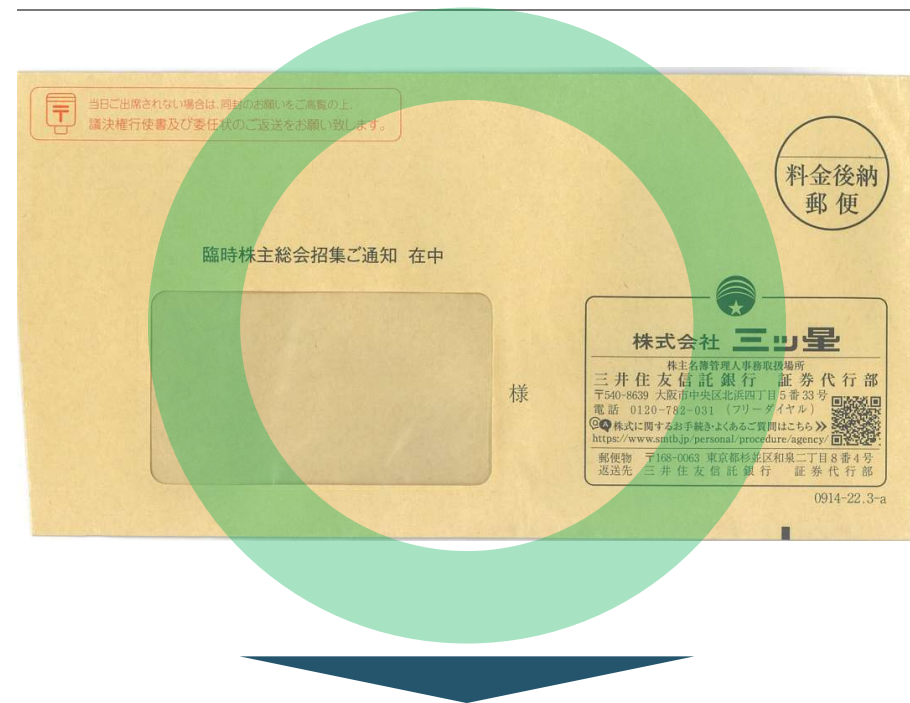 当日ご出席されない場合は、同封のお願いをご高覧の上、
議決権行使書及び委任状のご返送をお願い致します。
料金後納
郵便
臨時株主総会招集ご通知 在中
様
株式会社 三ツ星
株主名簿管理人事務取扱場所
三井住友信託銀行 証券代行部
〒540-8639 大阪市中央区北浜四丁目5番33号
電話 0120-782-031 (フリーダイヤル)
QA 株式に関するお手続き・よくあるご質問はこちら》
https://www.smtb.jp/personal/procedure/agency/
郵便物 〒168-0063 東京都杉並区和泉二丁目8番4号
返送先 三井住友信託銀行 証券代行部
0914-22.3-a